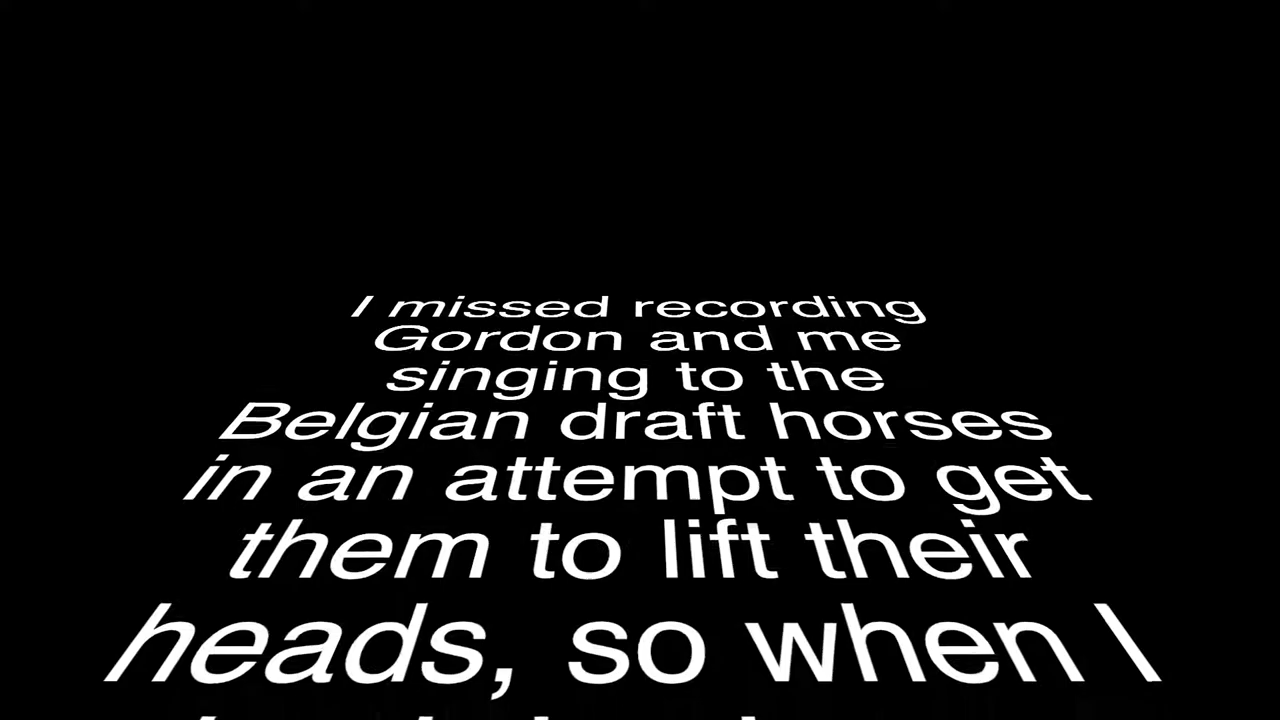 I missed recording
Gordon and me
singing to the
Belgian draft horses
in an attempt to get
them to lift their
heads, so when I